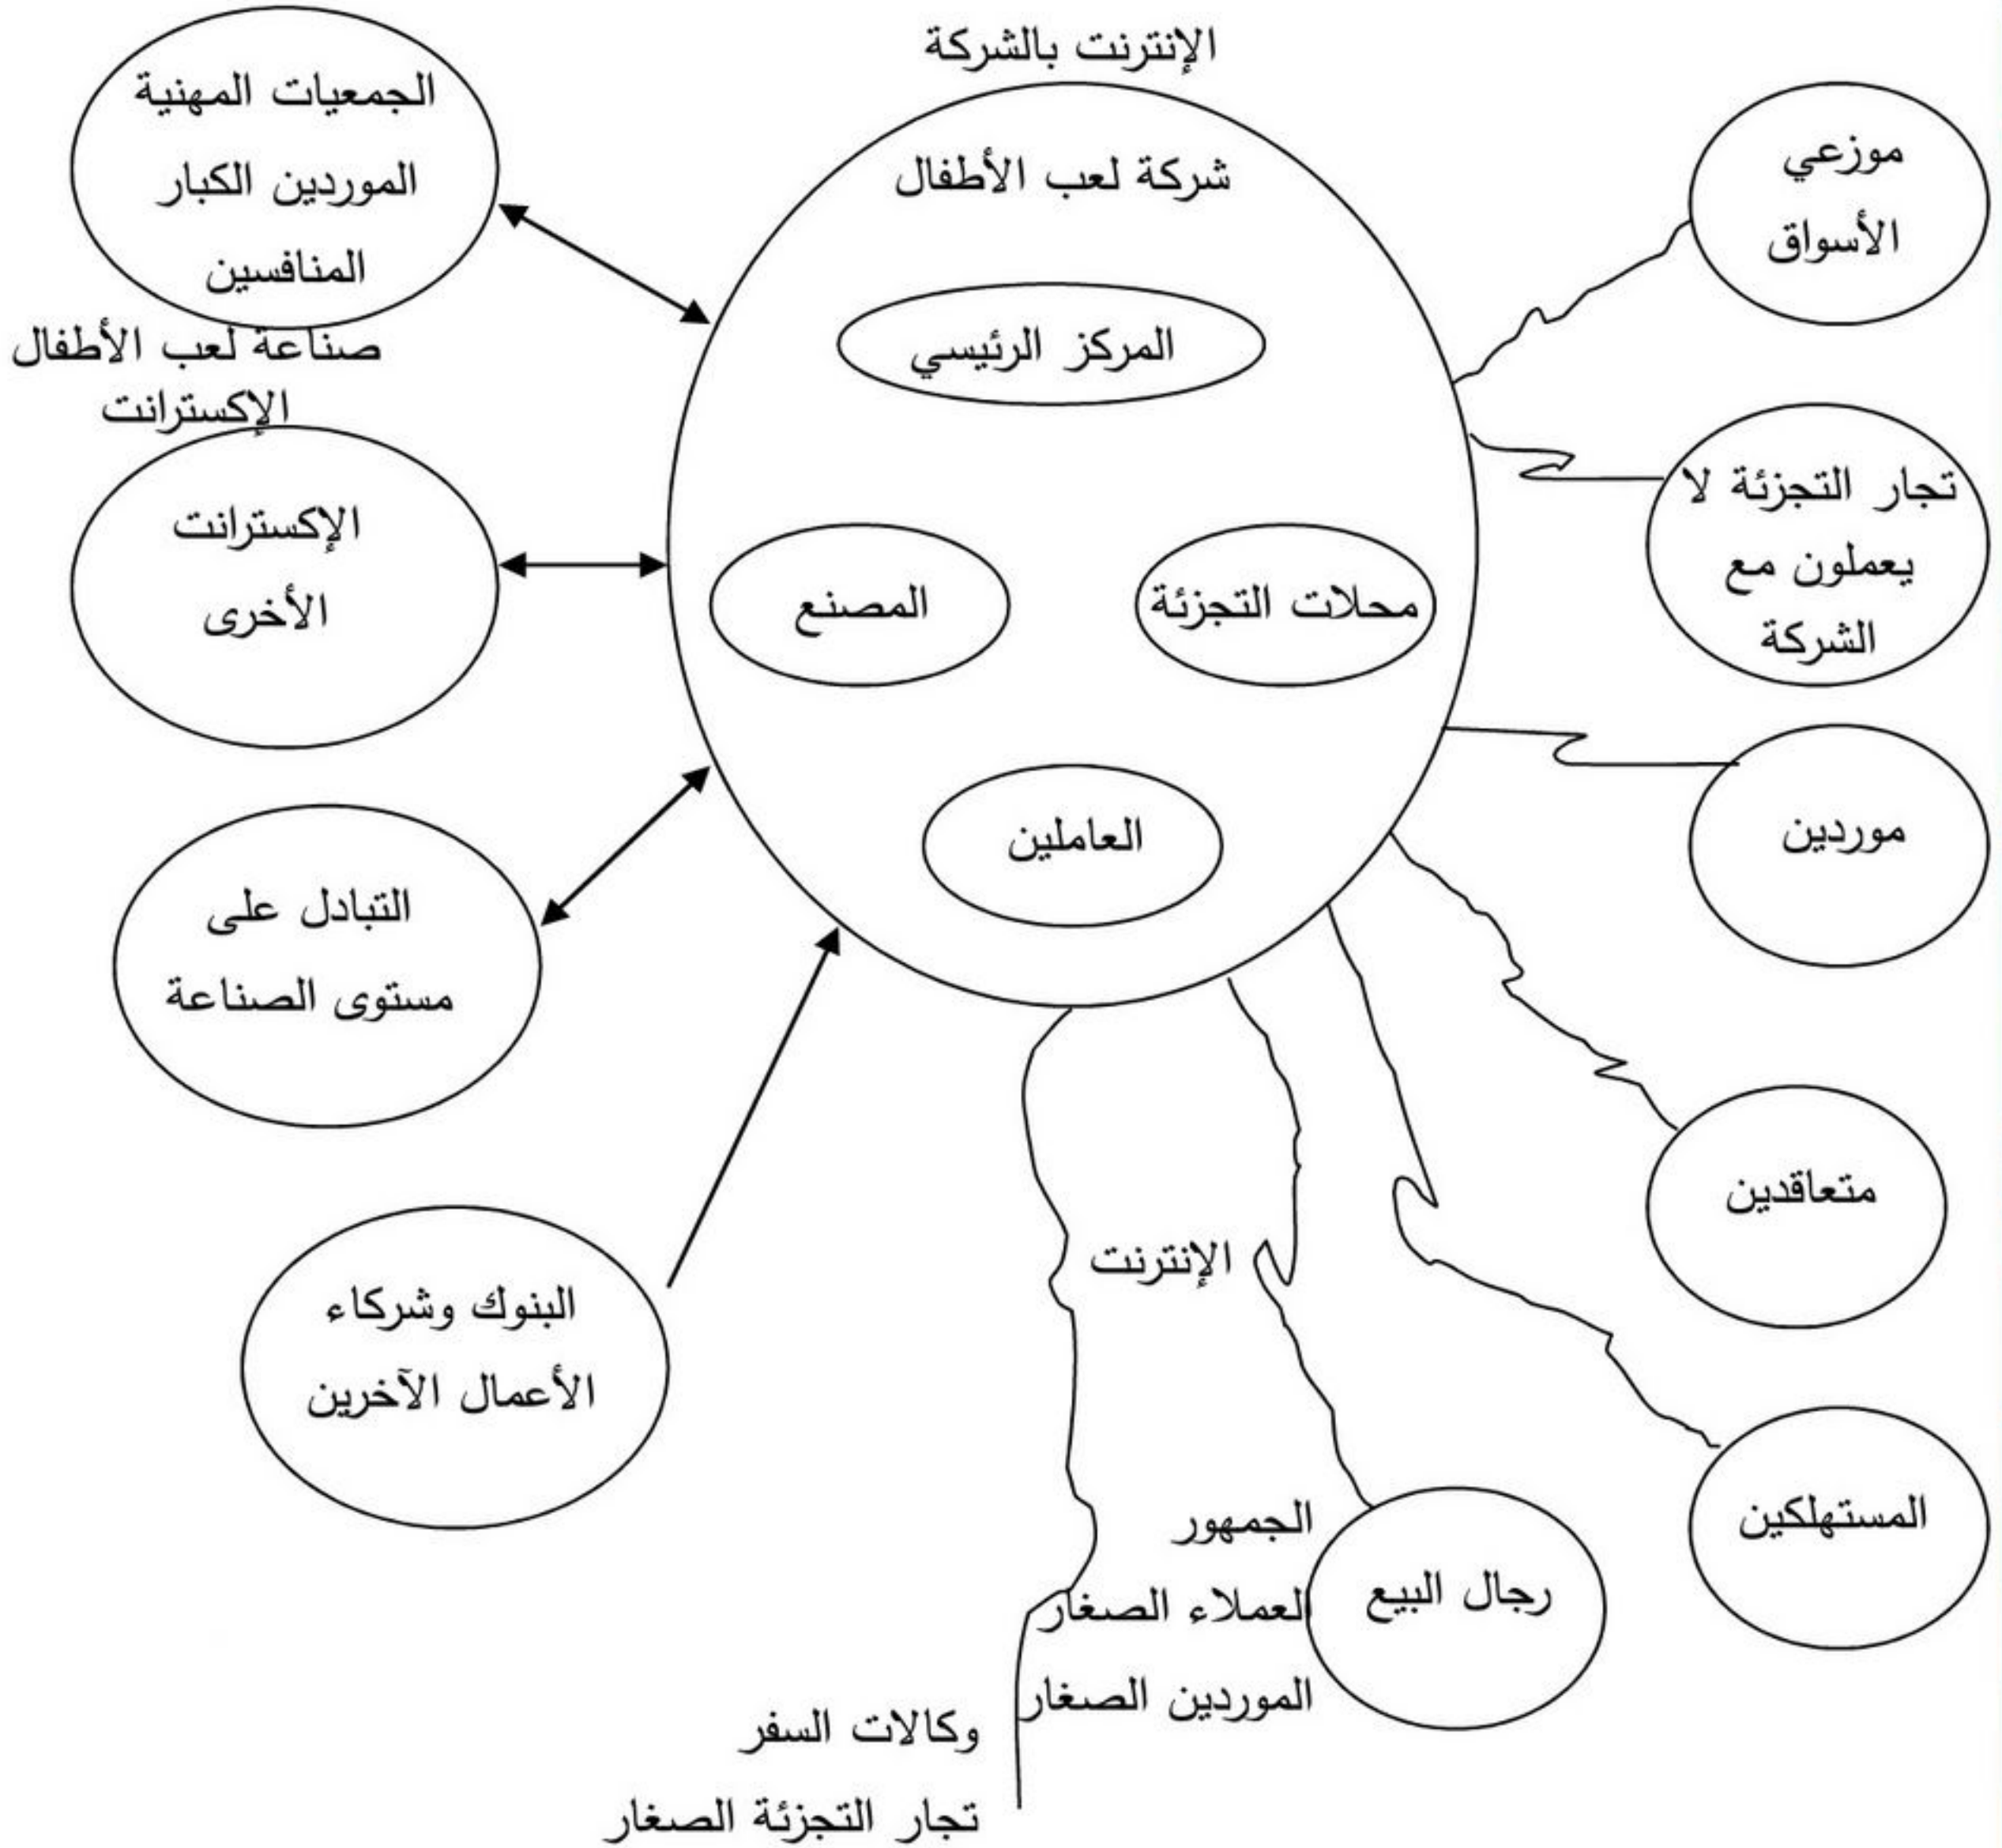 الإنترنت بالشركة
شركة لعب الأطفال
المركز الرئيسي
محلات التجزئة
المصنع
العاملين
موزعي
الأسواق
تجار التجزئة لا
يعملون مع
الشركة
موردين
متعاقدين
المستهلكين
رجال البيع
الجمعيات المهنية
الموردين الكبار
المنافسين
صناعة لعب الأطفال
الإكسترانت
الإكسترانت
الأخرى
التبادل على
مستوى الصناعة
البنوك وشركاء
الأعمال الآخرين
الإنترنت
الجمهور
العملاء الصغار
الموردين الصغار
وكالات السفر
تجار التجزئة الصغار